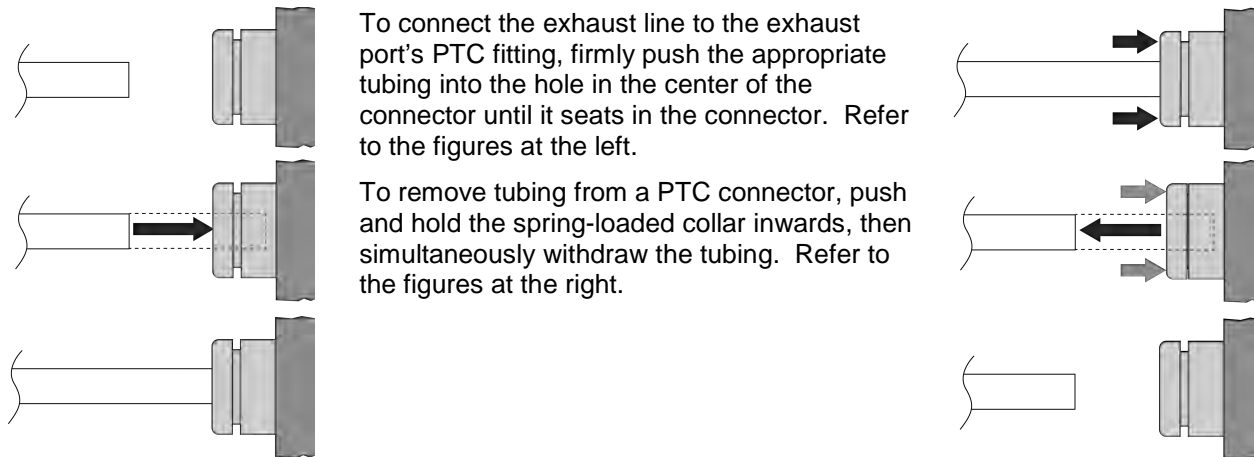 To connect the exhaust line to the exhaust
port's PTC fitting, firmly push the appropriate
tubing into the hole in the center of the
connector until it seats in the connector.  Refer
to the figures at the left.
To remove tubing from a PTC connector, push
and hold the spring-loaded collar inwards, then
simultaneously withdraw the tubing.  Refer to
the figures at the right.